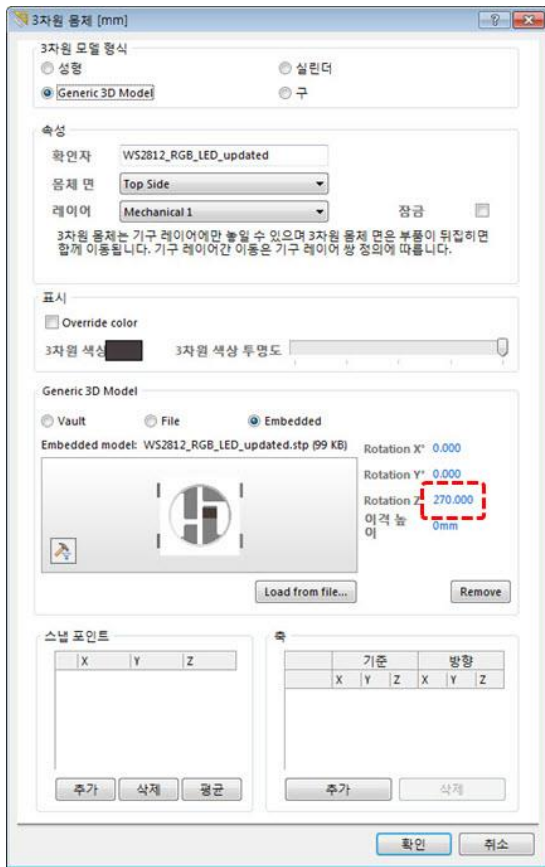 3차원 몸체 [mm]
3차원 모델 형식
성형
실린더
Generic 3D Model
구
속성
확인자 WS2812_RGB_LED_updated
몸체 면 Top Side
레이어 Mechanical 1 잠금
3차원 몸체는 기구 레이어에만 놓일 수 있으며 3차원 몸체 면은 부품이 뒤집히면
함께 이동됩니다. 기구 레이어간 이동은 기구 레이어 쌍 정의에 따릅니다.
표시
Override color
3차원 색상 3차원 색상 투명도
Generic 3D Model
Vault File Embedded
Embedded model: WS2812_RGB_LED_updated.stp (99 KB)
Rotation X° 0.000
Rotation Y° 0.000
Rotation Z 270.000
이격 높
이 0mm
Load from file... Remove
스냅 포인트
X Y Z
추가 삭제 평균
축
기준 방향
X Y Z X Y Z
추가 삭제
확인 취소